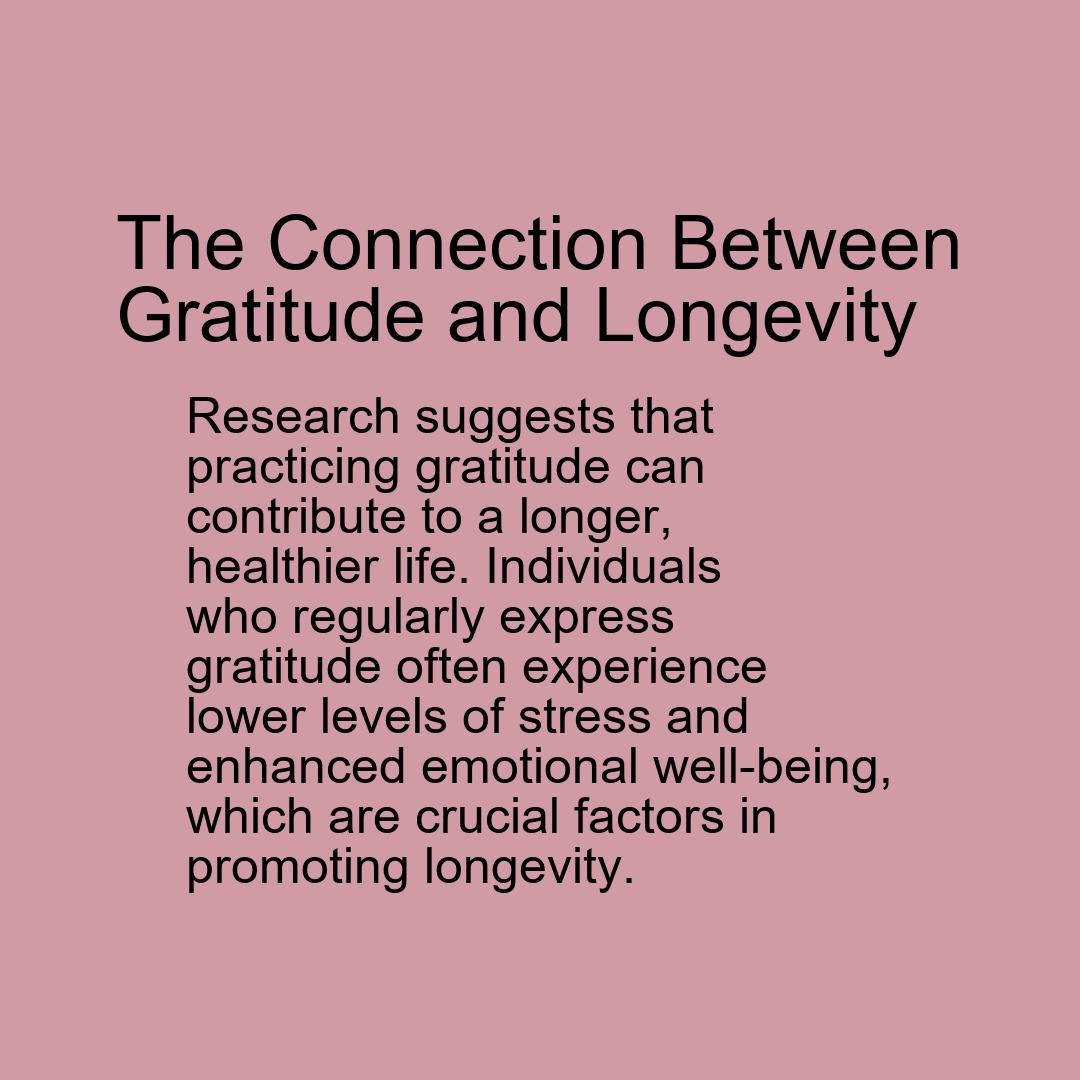 The Connection Between
Gratitude and Longevity
Research suggests that
practicing gratitude can
contribute to a longer,
healthier life. Individuals
who regularly express
gratitude often experience
lower levels of stress and
enhanced emotional well-being,
which are crucial factors in
promoting longevity.